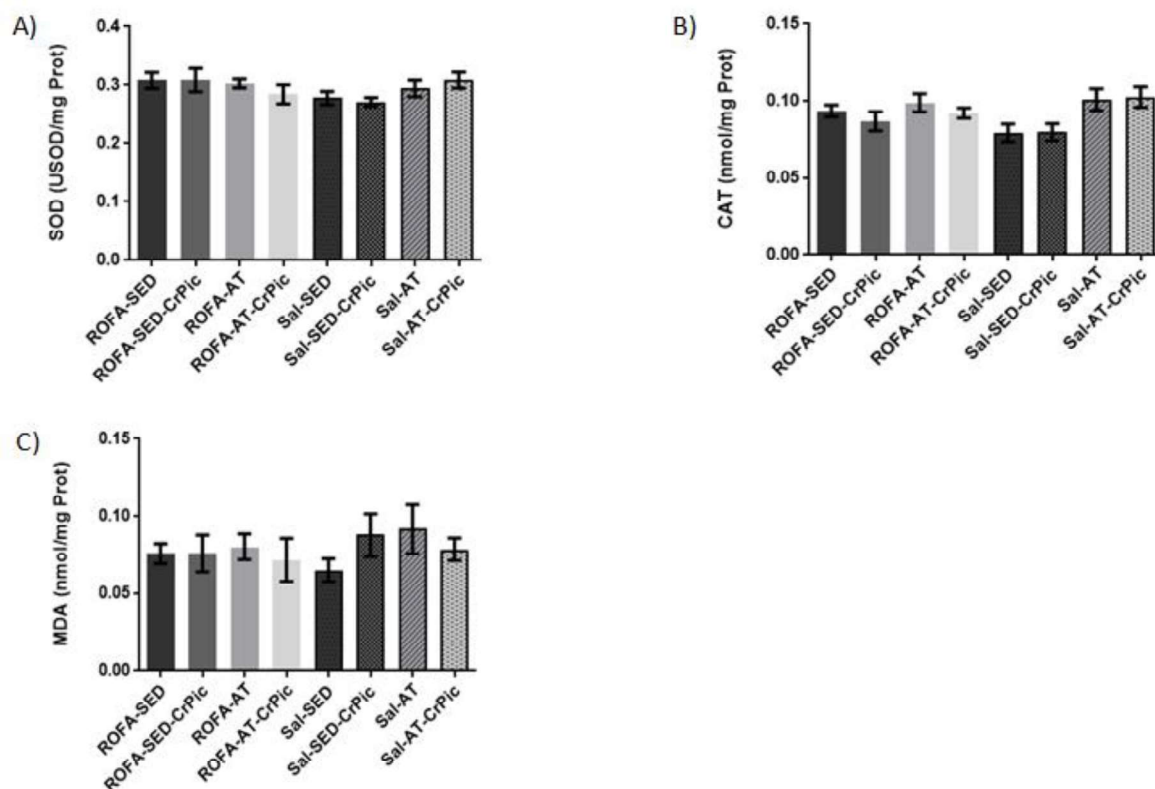 A)
SOD (USOD/mg Prot)
0.4
0.3
0.2
0.1
0.0
ROFA-SED
ROFA-SED-CrPic
ROFA-AT
ROFA-AT-CrPic
Sal-SED
Sal-SED-CrPic
Sal-AT
Sal-AT-CrPic
B)
CAT (nmol/mg Prot)
0.15
0.10
0.05
0.00
ROFA-SED
ROFA-SED-CrPic
ROFA-AT
ROFA-AT-CrPic
Sal-SED
Sal-SED-CrPic
Sal-AT
Sal-AT-CrPic
C)
MDA (nmol/mg Prot)
0.15
0.10
0.05
0.00
ROFA-SED
ROFA-SED-CrPic
ROFA-AT
ROFA-AT-CrPic
Sal-SED
Sal-SED-CrPic
Sal-AT
Sal-AT-CrPic